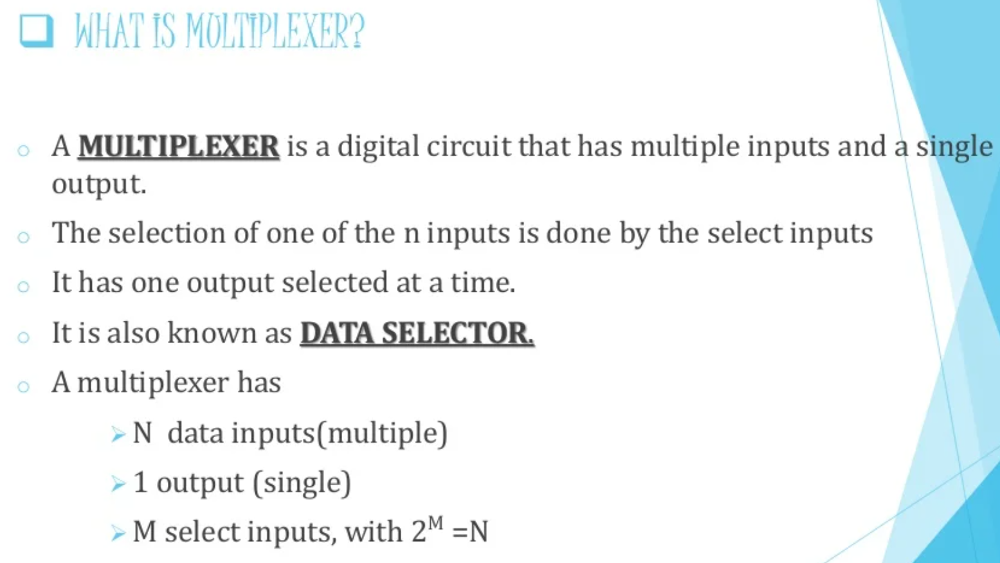 WHAT IS MULTIPLEXER?
A MULTIPLEXER is a digital circuit that has multiple inputs and a single
output.
The selection of one of the n inputs is done by the select inputs
It has one output selected at a time.
It is also known as DATA SELECTOR.
A multiplexer has
N data inputs(multiple)
1 output (single)
M select inputs, with 2ᴹ =N